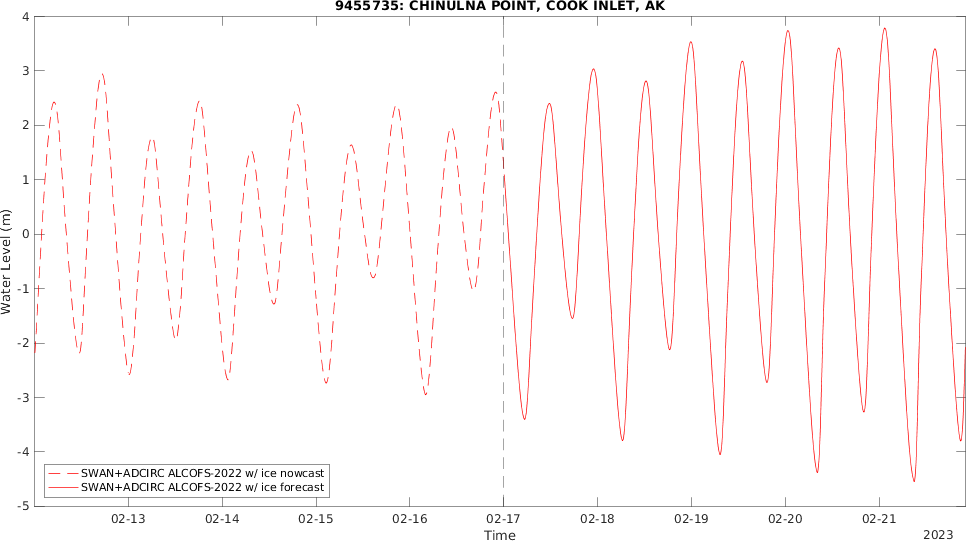 9455735: CHINULNA POINT, COOK INLET, AK
Water Level (m)
4
3
2
1
0
-1
-2
-3
-4
-5
SWAN+ADCIRC ALCOFS-2022 w/ ice nowcast
SWAN+ADCIRC ALCOFS-2022 w/ ice forecast
02-13 02-14 02-15 02-16 02-17 02-18 02-19 02-20 02-21
Time
2023